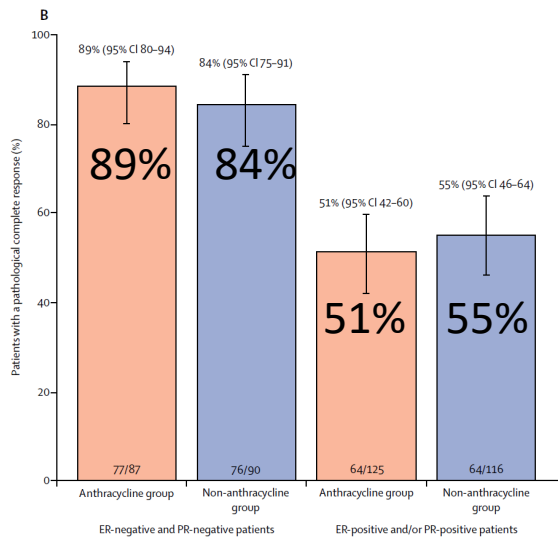 B
Patients with a pathological complete response (%)
100
80
60
40
20
0
89% (95% CI 80–94)
84% (95% CI 75–91)
51% (95% CI 42–60)
55% (95% CI 46–64)
89%
84%
51%
55%
77/87
76/90
64/125
64/116
Anthracycline group
Non-anthracycline
group
Anthracycline group
Non-anthracycline
group
ER-negative and PR-negative patients
ER-positive and/or PR-positive patients